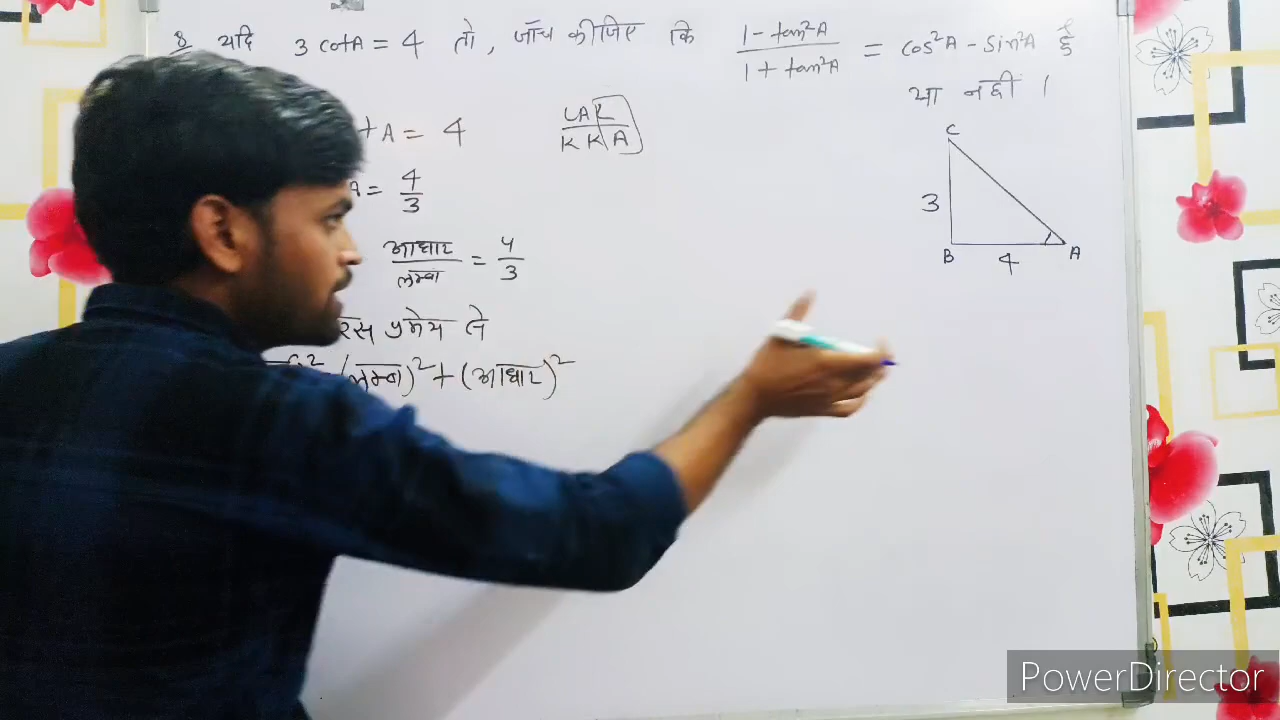 8 यदि 3 cotA = 4 तो , जाँच कीजिए कि (1 - tan²A)/(1 + tan²A) = cos²A - sin²A है
या नहीं ।
A = 4
LAL
KKA
A = 4/3
आधार/लम्बा = 4/3
रस प्रमेय से
(लम्बा)² + (आधार)²
C
3
B 4 A
PowerDirector